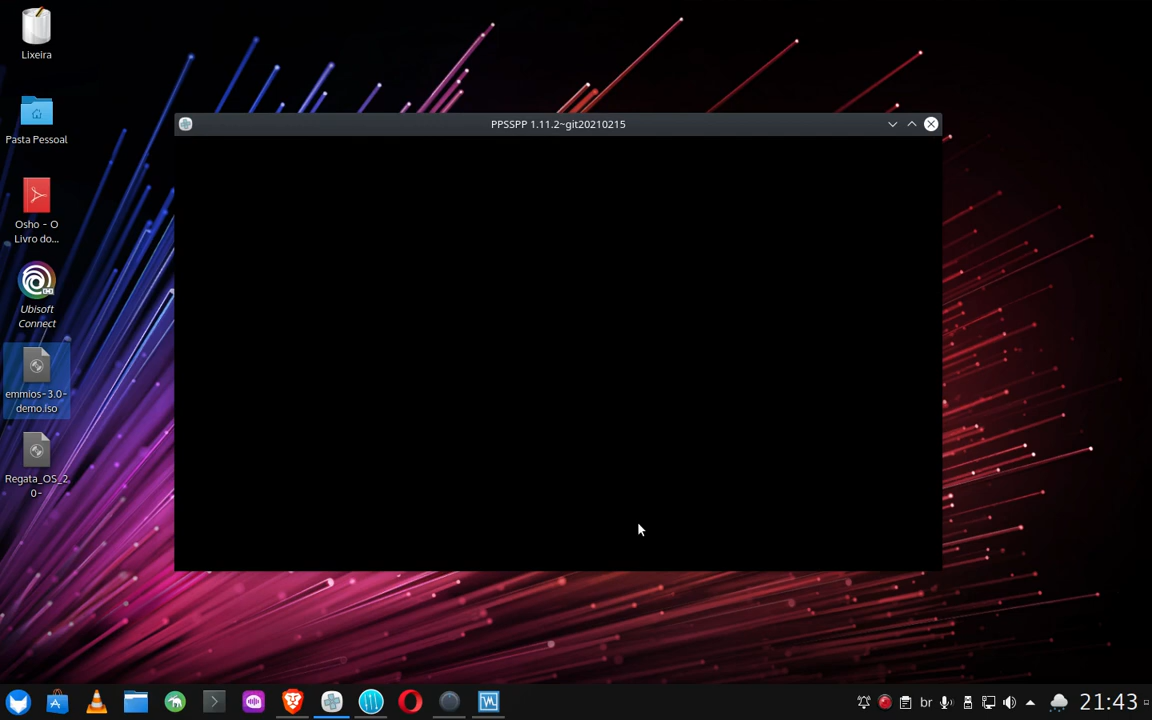 Lixeira
PPSSPP 1.11.2~git20210215
Pasta Pessoal
Osho - O
Livro do...
Ubisoft
Connect
emmios-3.0-
demo.iso
Regata_OS_2
0-
br
21:43